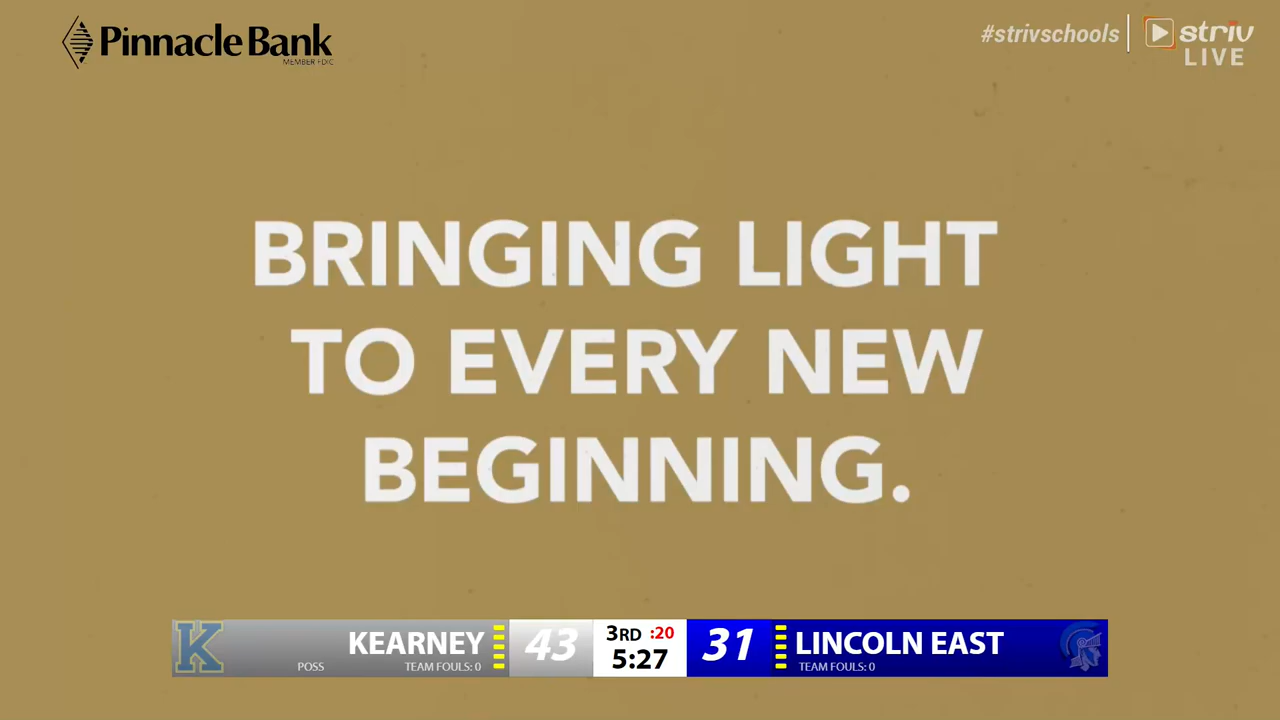 Pinnacle Bank
MEMBER FDIC
#strivschools
striv
LIVE
BRINGING LIGHT
TO EVERY NEW
BEGINNING.
K
KEARNEY
POSS
TEAM FOULS: 0
43
3RD :20
5:27
31
LINCOLN EAST
TEAM FOULS: 0